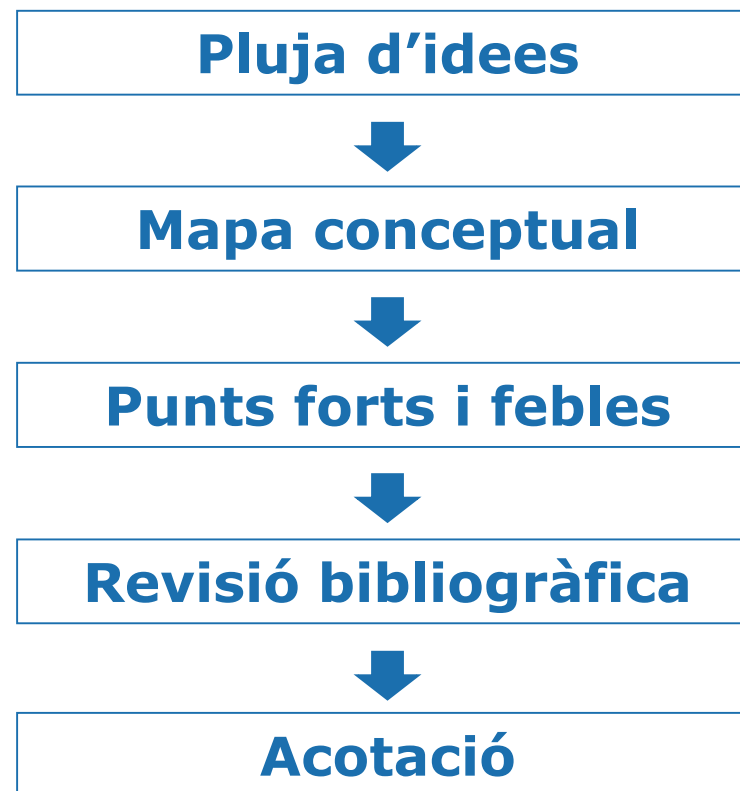 Pluja d’idees
Mapa conceptual
Punts forts i febles
Revisió bibliogràfica
Acotació